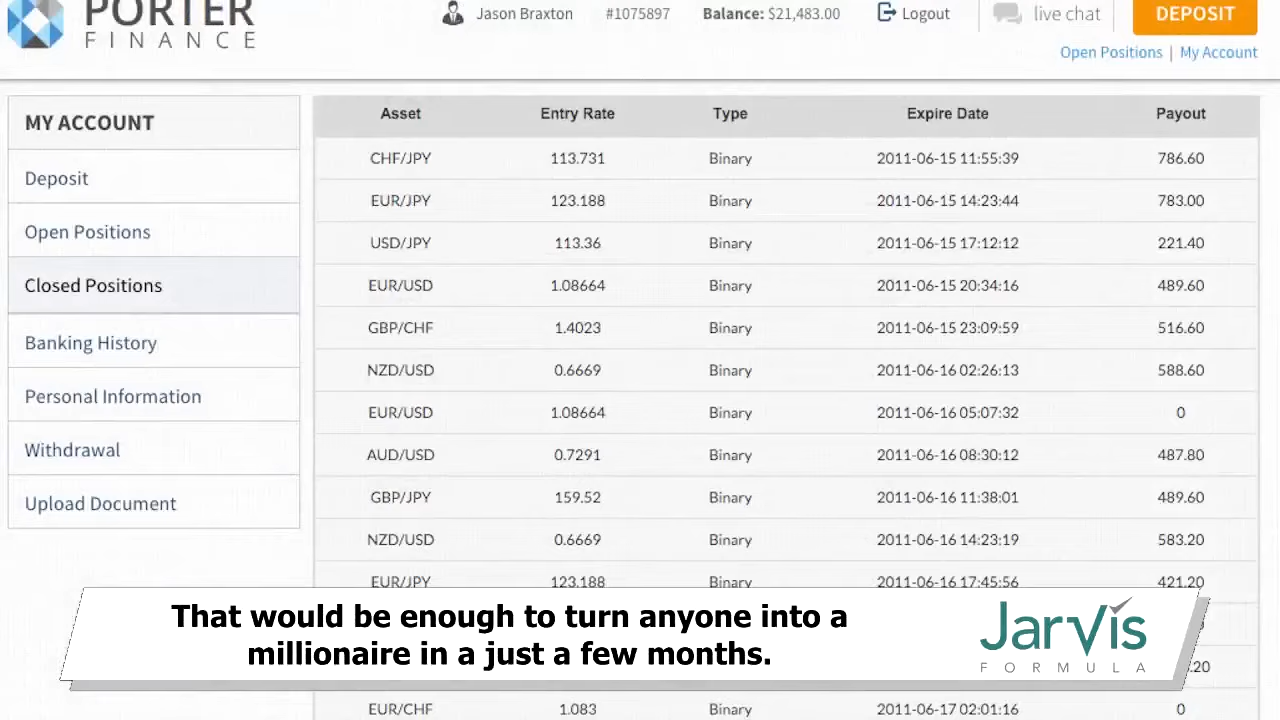 PORTER
FINANCE
Jason Braxton #1075897 Balance: $21,483.00 Logout live chat DEPOSIT
Open Positions | My Account
MY ACCOUNT
Deposit
Open Positions
Closed Positions
Banking History
Personal Information
Withdrawal
Upload Document
Asset Entry Rate Type Expire Date Payout
CHF/JPY 113.731 Binary 2011-06-15 11:55:39 786.60
EUR/JPY 123.188 Binary 2011-06-15 14:23:44 783.00
USD/JPY 113.36 Binary 2011-06-15 17:12:12 221.40
EUR/USD 1.08664 Binary 2011-06-15 20:34:16 489.60
GBP/CHF 1.4023 Binary 2011-06-15 23:09:59 516.60
NZD/USD 0.6669 Binary 2011-06-16 02:26:13 588.60
EUR/USD 1.08664 Binary 2011-06-16 05:07:32 0
AUD/USD 0.7291 Binary 2011-06-16 08:30:12 487.80
GBP/JPY 159.52 Binary 2011-06-16 11:38:01 489.60
NZD/USD 0.6669 Binary 2011-06-16 14:23:19 583.20
EUR/JPY 123.188 Binary 2011-06-16 17:45:56 421.20
.20
EUR/CHF 1.083 Binary 2011-06-17 02:01:16 0
That would be enough to turn anyone into a
millionaire in a just a few months.
Jarvis
FORMULA